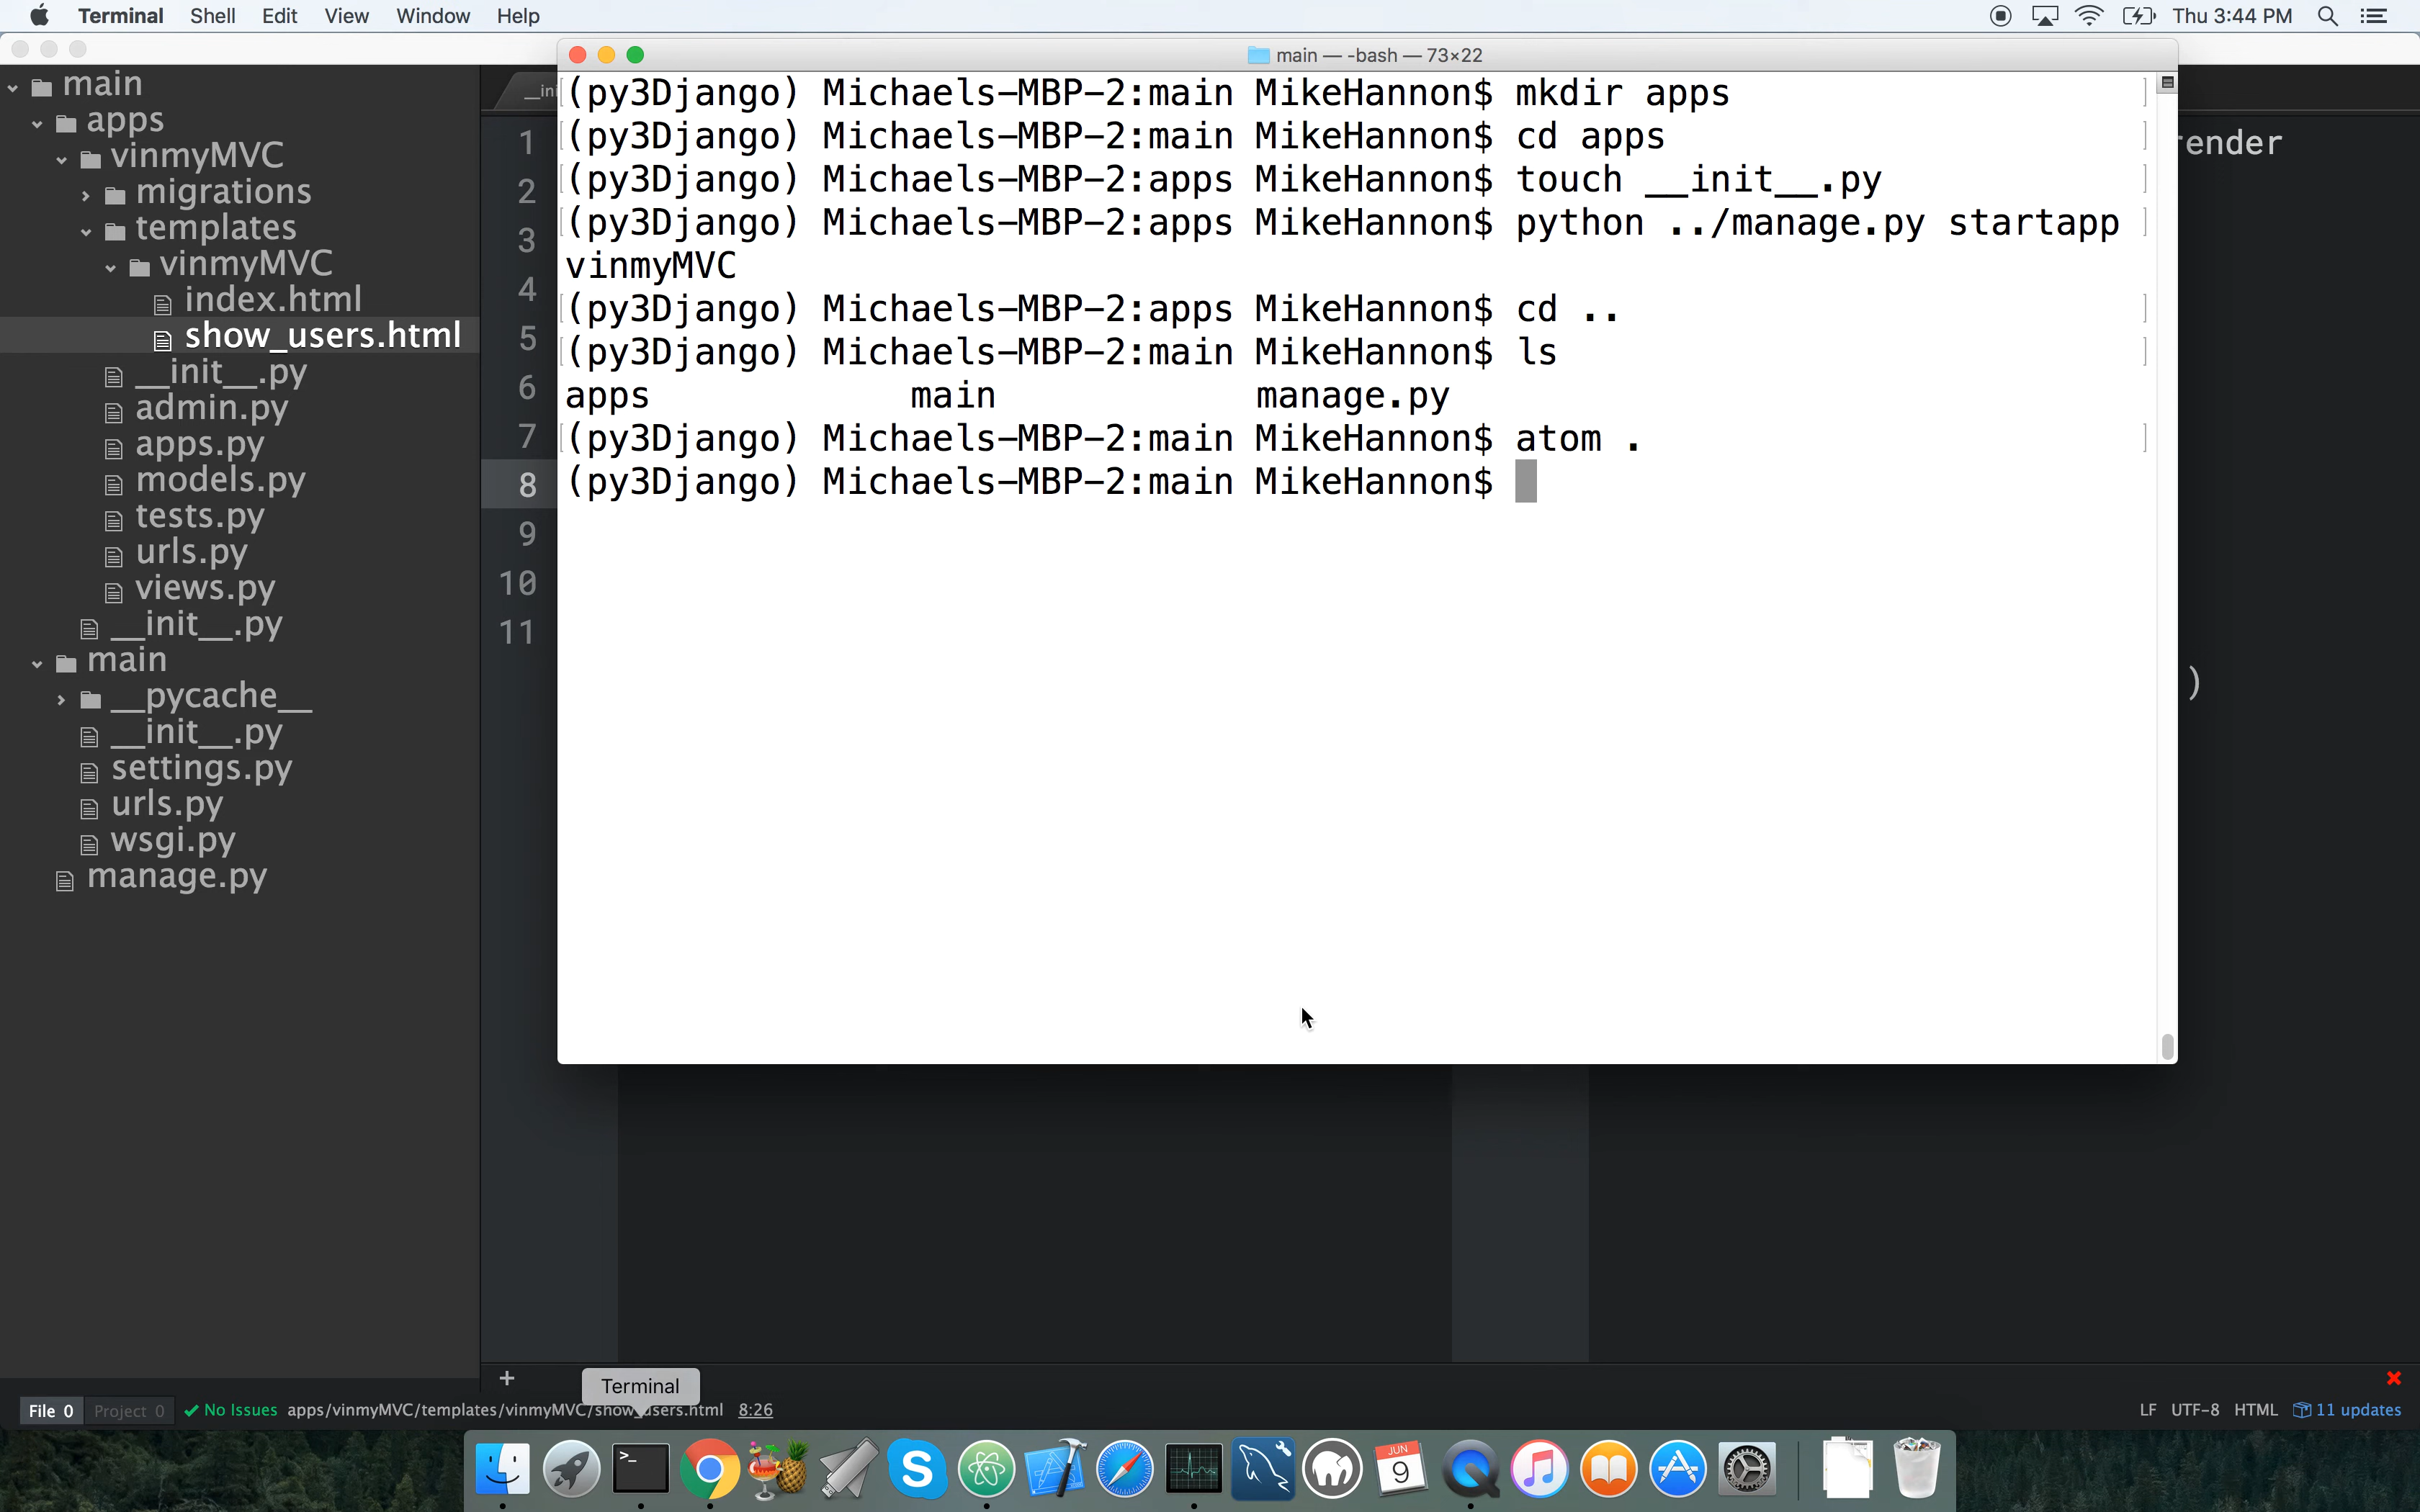 Terminal Shell Edit View Window Help
Thu 3:44 PM
main — -bash — 73×22
main
apps
vinmyMVC
migrations
templates
vinmyMVC
index.html
show_users.html
__init__.py
admin.py
apps.py
models.py
tests.py
urls.py
views.py
__init__.py
main
__pycache__
__init__.py
settings.py
urls.py
wsgi.py
manage.py
1
2
3
4
5
6
7
8
9
10
11
(py3Django) Michaels-MBP-2:main MikeHannon$ mkdir apps
(py3Django) Michaels-MBP-2:main MikeHannon$ cd apps
(py3Django) Michaels-MBP-2:apps MikeHannon$ touch __init__.py
(py3Django) Michaels-MBP-2:apps MikeHannon$ python ../manage.py startapp
vinmyMVC
(py3Django) Michaels-MBP-2:apps MikeHannon$ cd ..
(py3Django) Michaels-MBP-2:main MikeHannon$ ls
apps main manage.py
(py3Django) Michaels-MBP-2:main MikeHannon$ atom .
(py3Django) Michaels-MBP-2:main MikeHannon$
ender
)
+
Terminal
File 0 Project 0 No Issues apps/vinmyMVC/templates/vinmyMVC/show_users.html 8:26
LF UTF-8 HTML 11 updates
JUN
9